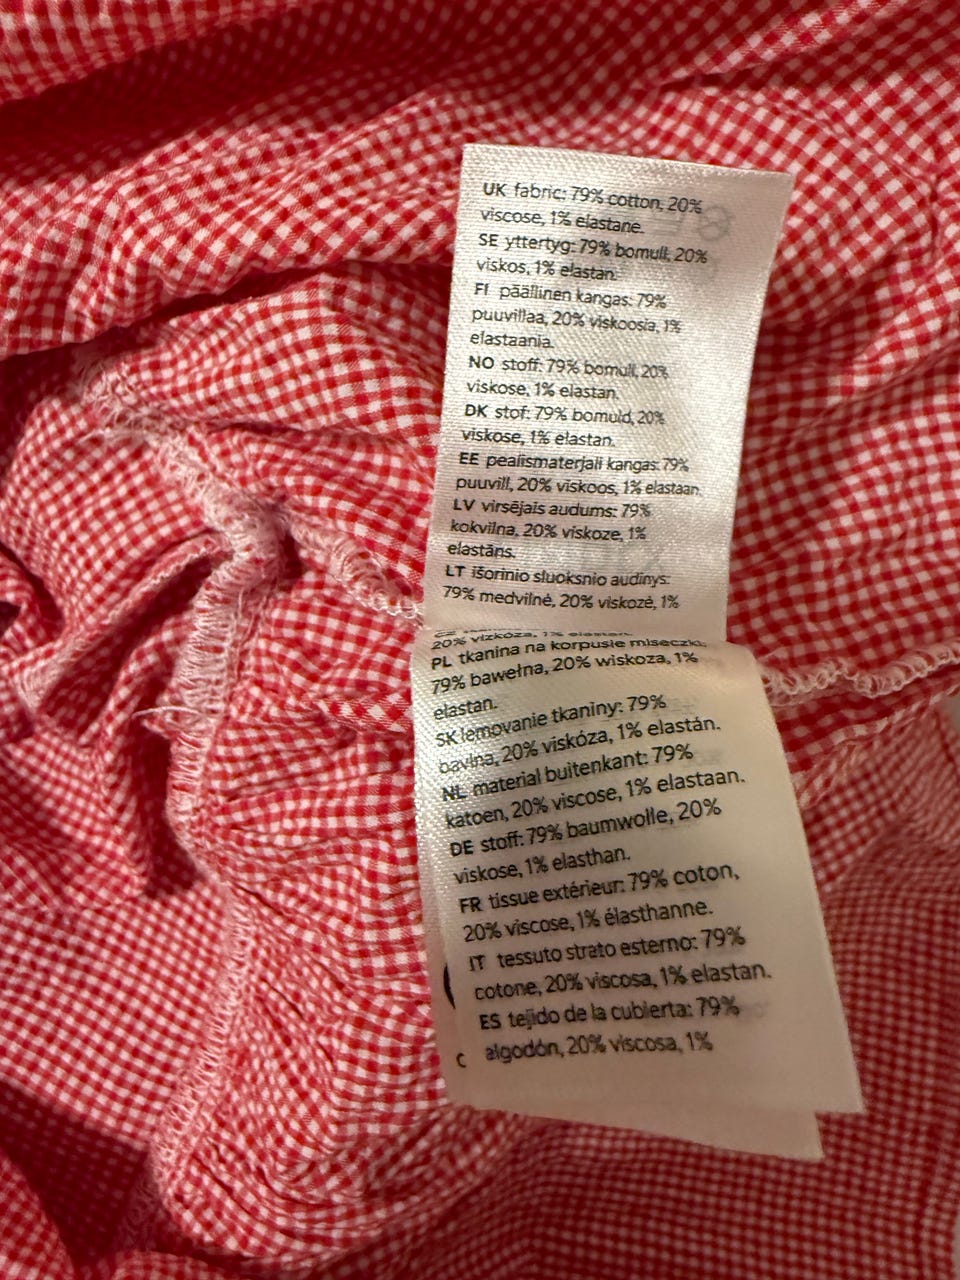 UK fabric: 79% cotton, 20%
viscose, 1% elastane.
SE yttertyg: 79% bomull, 20%
viskos, 1% elastan.
FI päällinen kangas: 79%
puuvillaa, 20% viskoosia, 1%
elastaania.
NO stoff: 79% bomull, 20%
viskose, 1% elastan.
DK stof: 79% bomuld, 20%
viskose, 1% elastan.
EE pealismaterjali kangas: 79%
puuvill, 20% viskoos, 1% elastaan.
LV virsējais audums: 79%
kokvilna, 20% viskoze, 1%
elastāns.
LT išorinio sluoksnio audinys:
79% medvilnė, 20% viskozė, 1%
20% vizkóza, 1% elastan.
PL tkanina na korpusie miseczki:
79% bawełna, 20% wiskoza, 1%
elastan.
SK lemovanie tkaniny: 79%
bavlna, 20% viskóza, 1% elastán.
NL material buitenkant: 79%
katoen, 20% viscose, 1% elastaan.
DE stoff: 79% baumwolle, 20%
viskose, 1% elasthan.
FR tissue extérieur: 79% coton,
20% viscose, 1% élasthanne.
IT tessuto strato esterno: 79%
cotone, 20% viscosa, 1% elastan.
ES tejido de la cubierta: 79%
algodón, 20% viscosa, 1%